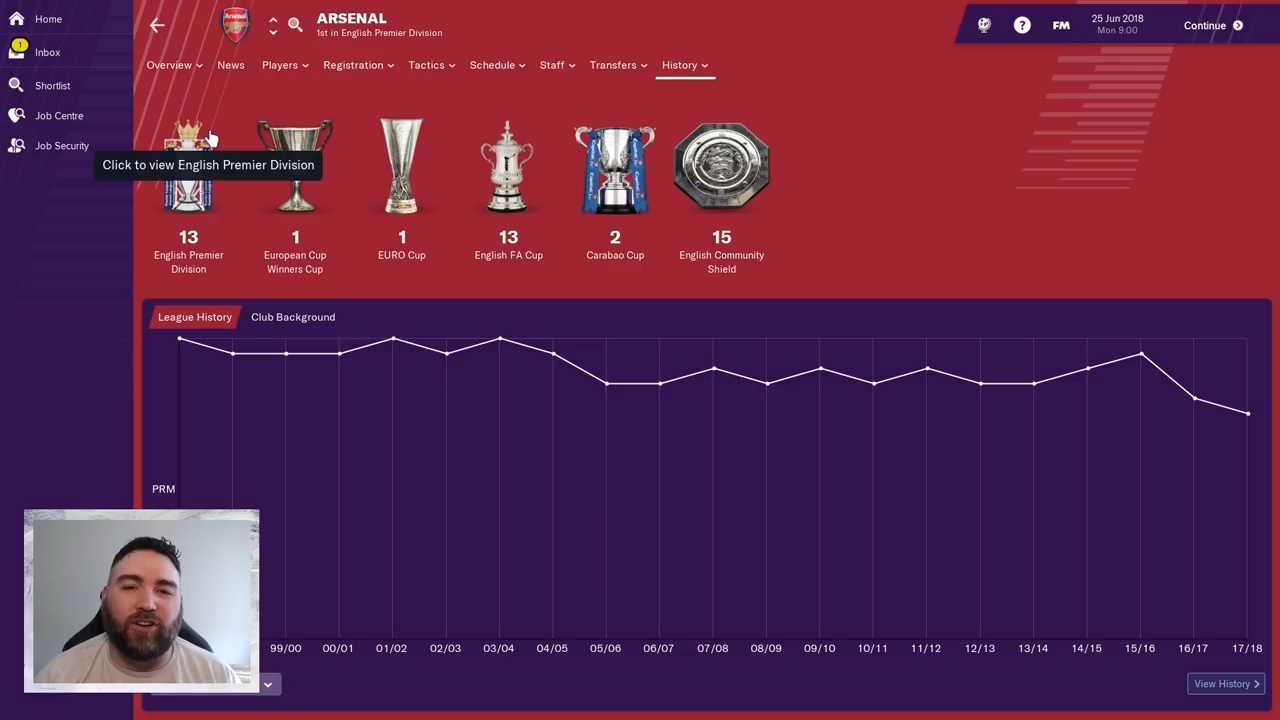 Home
1
Inbox
Shortlist
Job Centre
Job Security
Arsenal
ARSENAL
1st in English Premier Division
FM
25 Jun 2018
Mon 9:00
Continue
Overview
News
Players
Registration
Tactics
Schedule
Staff
Transfers
History
Click to view English Premier Division
13
English Premier
Division
1
European Cup
Winners Cup
1
EURO Cup
13
English FA Cup
2
Carabao Cup
15
English Community
Shield
League History
Club Background
PRM
99/00
00/01
01/02
02/03
03/04
04/05
05/06
06/07
07/08
08/09
09/10
10/11
11/12
12/13
13/14
14/15
15/16
16/17
17/18
View History